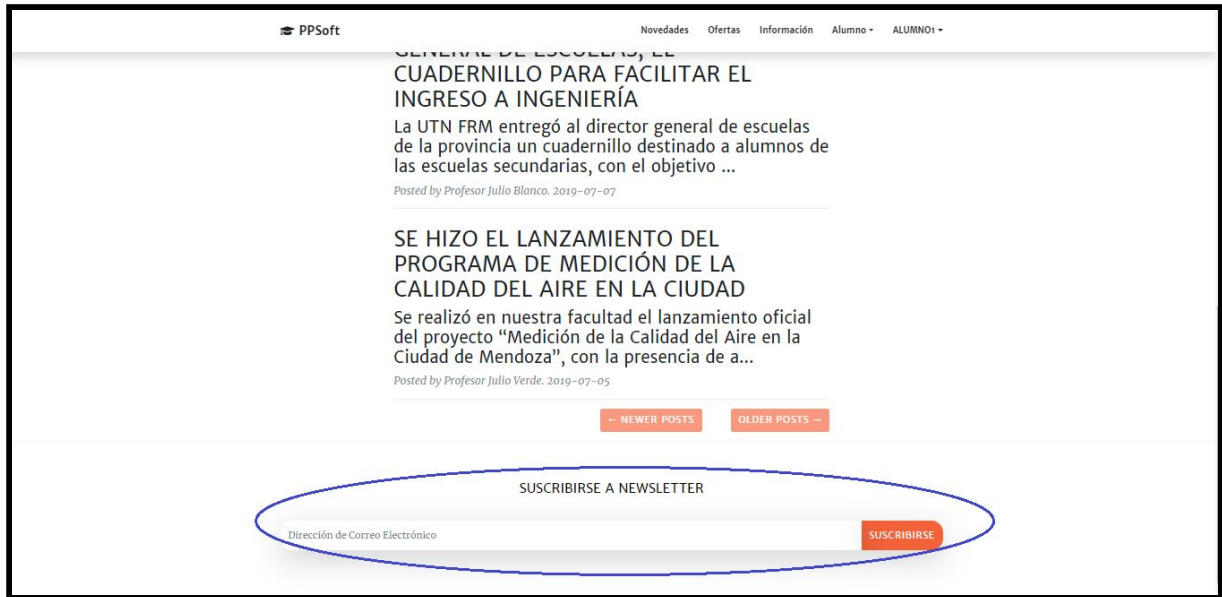 PPSoft
Novedades Ofertas Información Alumno ALUMNO1
GENERAL DE ESCUELAS, EL
CUADERNILLO PARA FACILITAR EL
INGRESO A INGENIERÍA
La UTN FRM entregó al director general de escuelas
de la provincia un cuadernillo destinado a alumnos de
las escuelas secundarias, con el objetivo ...
Posted by Profesor Julio Blanco. 2019-07-07
SE HIZO EL LANZAMIENTO DEL
PROGRAMA DE MEDICIÓN DE LA
CALIDAD DEL AIRE EN LA CIUDAD
Se realizó en nuestra facultad el lanzamiento oficial
del proyecto “Medición de la Calidad del Aire en la
Ciudad de Mendoza”, con la presencia de a...
Posted by Profesor Julio Verde. 2019-07-05
← NEWER POSTS OLDER POSTS →
SUSCRIBIRSE A NEWSLETTER
Dirección de Correo Electrónico SUSCRIBIRSE